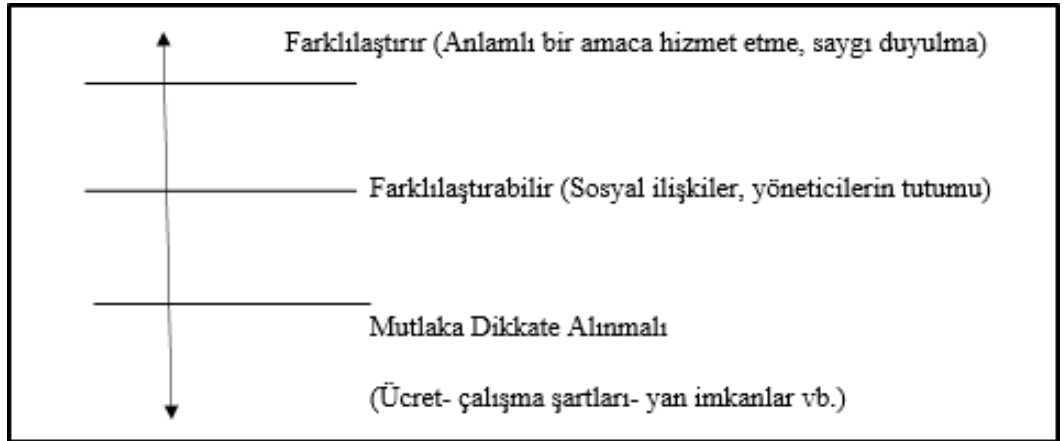 Farklılaştırır (Anlamlı bir amaca hizmet etme, saygı duyulma)
Farklılaştırabilir (Sosyal ilişkiler, yöneticilerin tutumu)
Mutlaka Dikkate Alınmalı
(Ücret- çalışma şartları- yan imkanlar vb.)